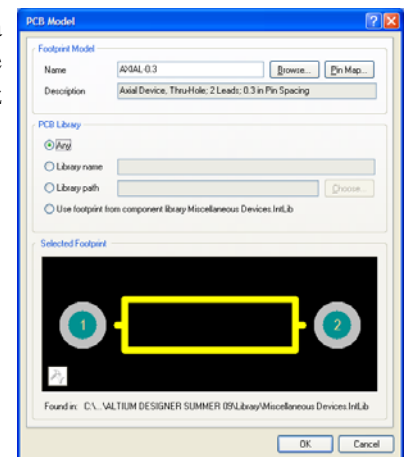 PCB Model
Footprint Model
Name AXIAL-0.3 Browse... Pin Map...
Description Axial Device, Thru-Hole; 2 Leads; 0.3 in Pin Spacing
PCB Library
Any
Library name
Library path Choose...
Use footprint from component library Miscellaneous Devices.IntLib
Selected Footprint
1 2
Found in: C:\...\ALTIUM DESIGNER SUMMER 09\Library\Miscellaneous Devices.IntLib
OK Cancel